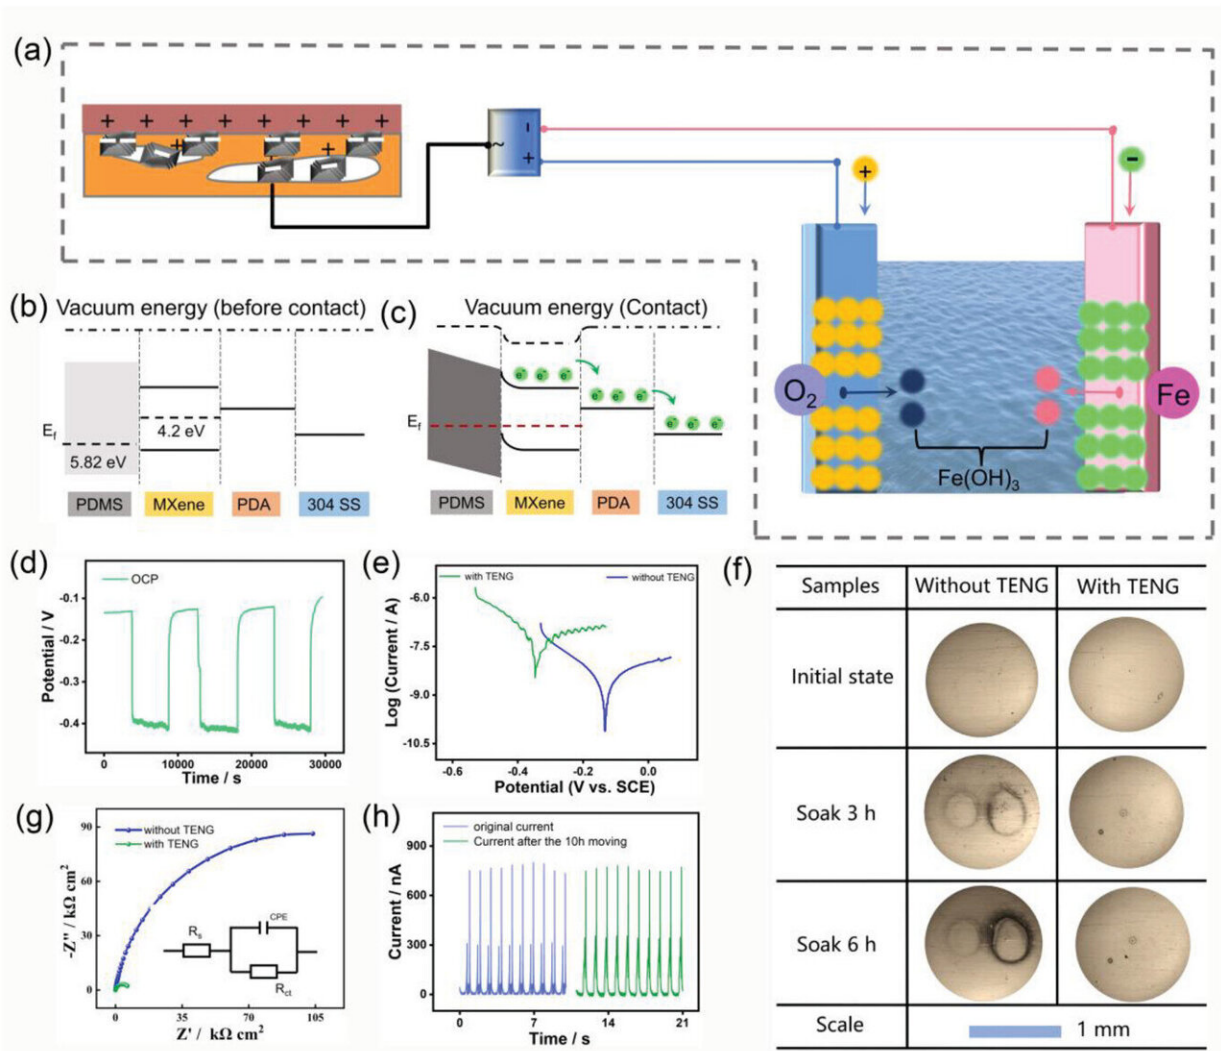 (a)
+ + + + + + + +
+ +
~
-
+
+
-
O2
Fe
Fe(OH)3
(b)
Vacuum energy (before contact)
Ef
4.2 eV
5.82 eV
PDMS
MXene
PDA
304 SS
(c)
Vacuum energy (Contact)
e- e- e-
e- e- e-
e- e- e-
Ef
PDMS
MXene
PDA
304 SS
(d)
OCP
-0.1
-0.2
-0.3
-0.4
Potential / V
0 10000 20000 30000
Time / s
(e)
with TENG
without TENG
-6.0
-7.5
-9.0
-10.5
Log (Current / A)
-0.6 -0.4 -0.2 0.0
Potential (V vs. SCE)
(f)
Samples Without TENG With TENG
Initial state
Soak 3 h
Soak 6 h
Scale 1 mm
(g)
without TENG
with TENG
90
60
30
0
-Z'' / kΩ cm2
Rs
CPE
Rct
0 35 70 105
Z' / kΩ cm2
(h)
original current
Current after the 10h moving
900
600
300
0
Current / nA
0 7 14 21
Time / s